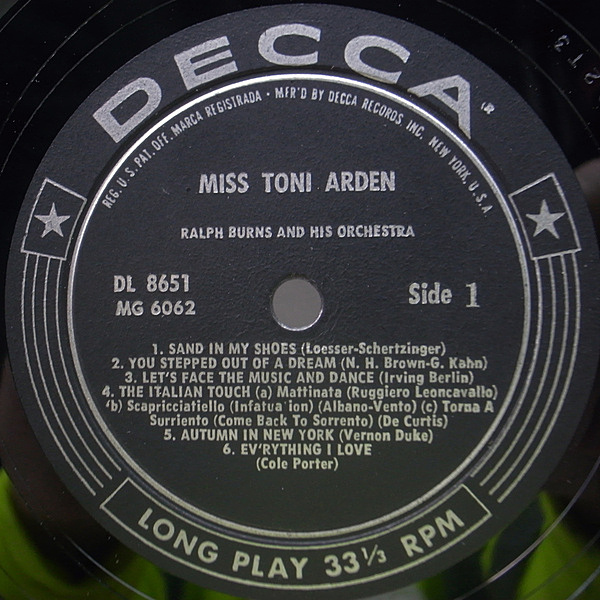 DECCA
REG. U.S. PAT. OFF. MARCA REGISTRADA • MFR'D BY DECCA RECORDS, INC. NEW YORK, U.S.A
MISS TONI ARDEN
RALPH BURNS AND HIS ORCHESTRA
DL 8651
MG 6062
Side 1
1. SAND IN MY SHOES (Loesser-Schertzinger)
2. YOU STEPPED OUT OF A DREAM (N. H. Brown-G. Kahn)
3. LET'S FACE THE MUSIC AND DANCE (Irving Berlin)
4. THE ITALIAN TOUCH (a) Mattinata (Ruggiero Leoncavallo)
(b) Scapricciatiello (Infatua ion) (Albano-Vento) (c) Torna A
Surriento (Come Back To Sorrento) (De Curtis)
5. AUTUMN IN NEW YORK (Vernon Duke)
6. EV'RYTHING I LOVE
(Cole Porter)
LONG PLAY 33⅓ RPM